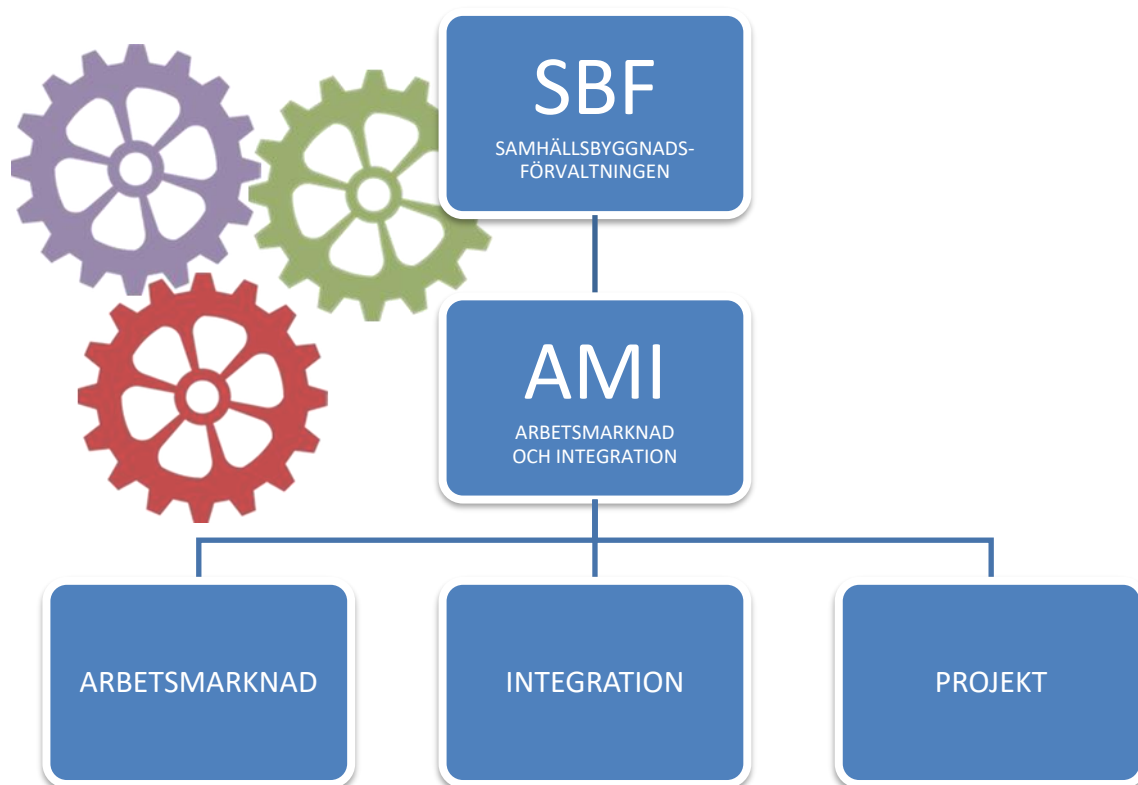 SBF
SAMHÄLLSBYGGNADS-
FÖRVALTNINGEN
AMI
ARBETSMARKNAD
OCH INTEGRATION
ARBETSMARKNAD
INTEGRATION
PROJEKT